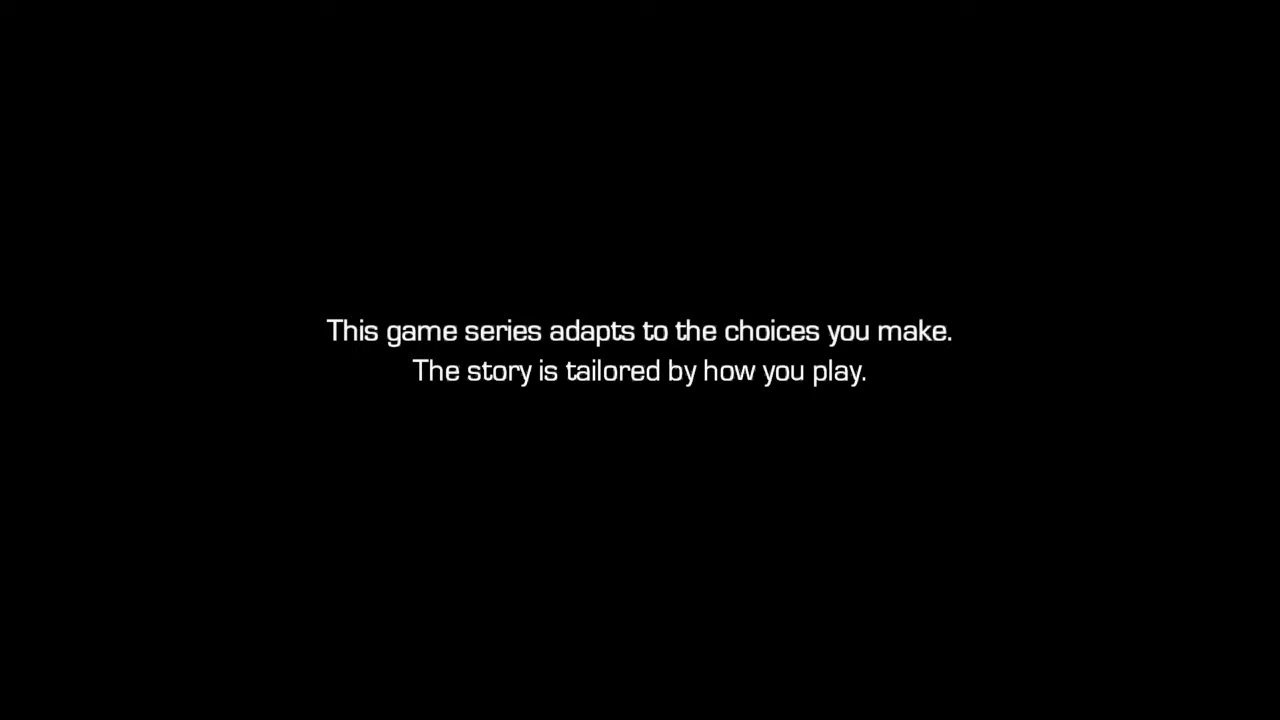 This game series adapts to the choices you make.
The story is tailored by how you play.